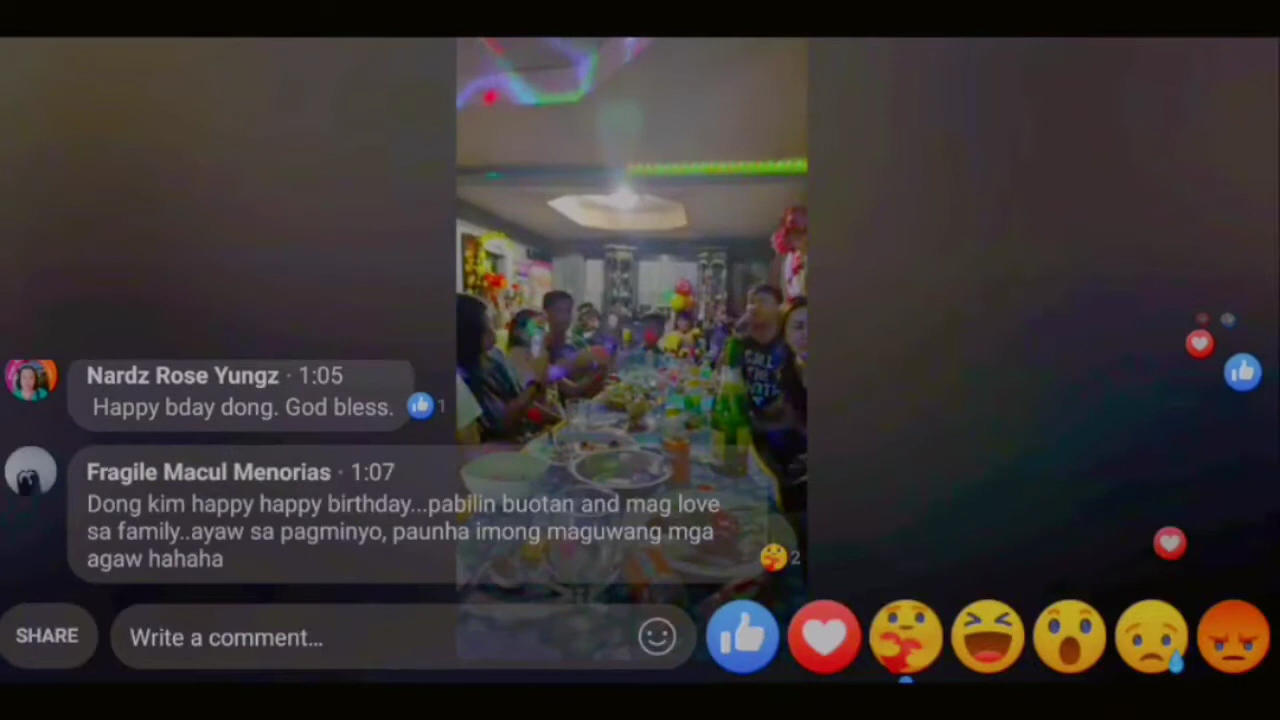 Nardz Rose Yungz · 1:05
Happy bday dong. God bless.
1
Fragile Macul Menorias · 1:07
Dong kim happy happy birthday...pabilin buotan and mag love
sa family..ayaw sa pagminyo, paunha imong maguwang mga
agaw hahaha
2
SHARE
Write a comment...